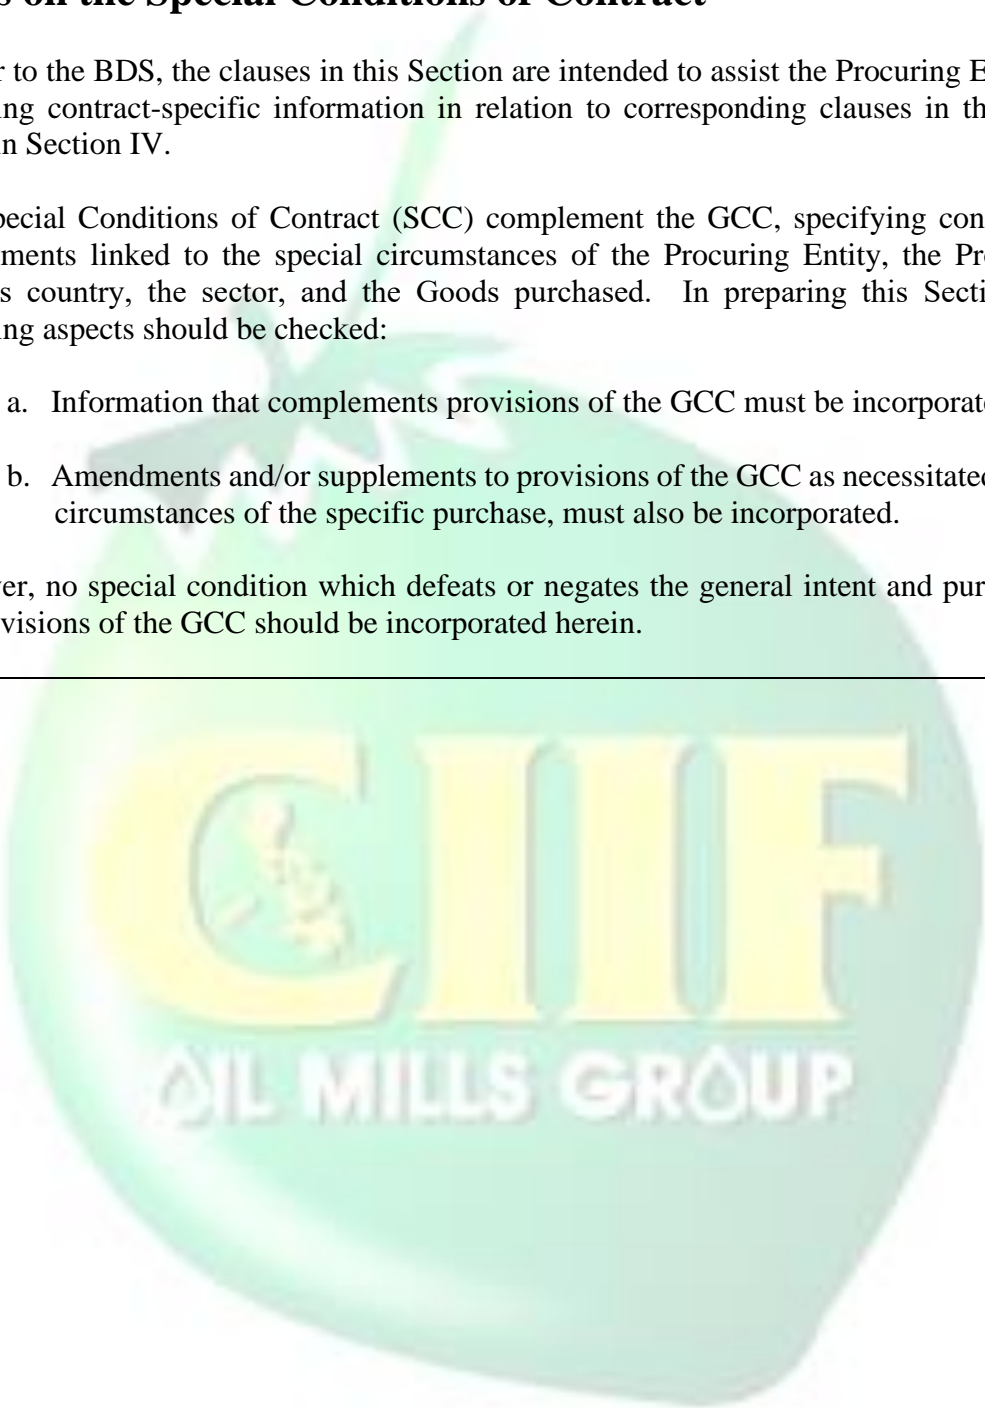 s on the Special Conditions of Contract
r to the BDS, the clauses in this Section are intended to assist the Procuring E
ing contract-specific information in relation to corresponding clauses in th
in Section IV.
pecial Conditions of Contract (SCC) complement the GCC, specifying con
ments linked to the special circumstances of the Procuring Entity, the Pro
s country, the sector, and the Goods purchased. In preparing this Secti
ing aspects should be checked:
a. Information that complements provisions of the GCC must be incorporate
b. Amendments and/or supplements to provisions of the GCC as necessitated
circumstances of the specific purchase, must also be incorporated.
er, no special condition which defeats or negates the general intent and pur
visions of the GCC should be incorporated herein.
CIIF
OIL MILLS GROUP